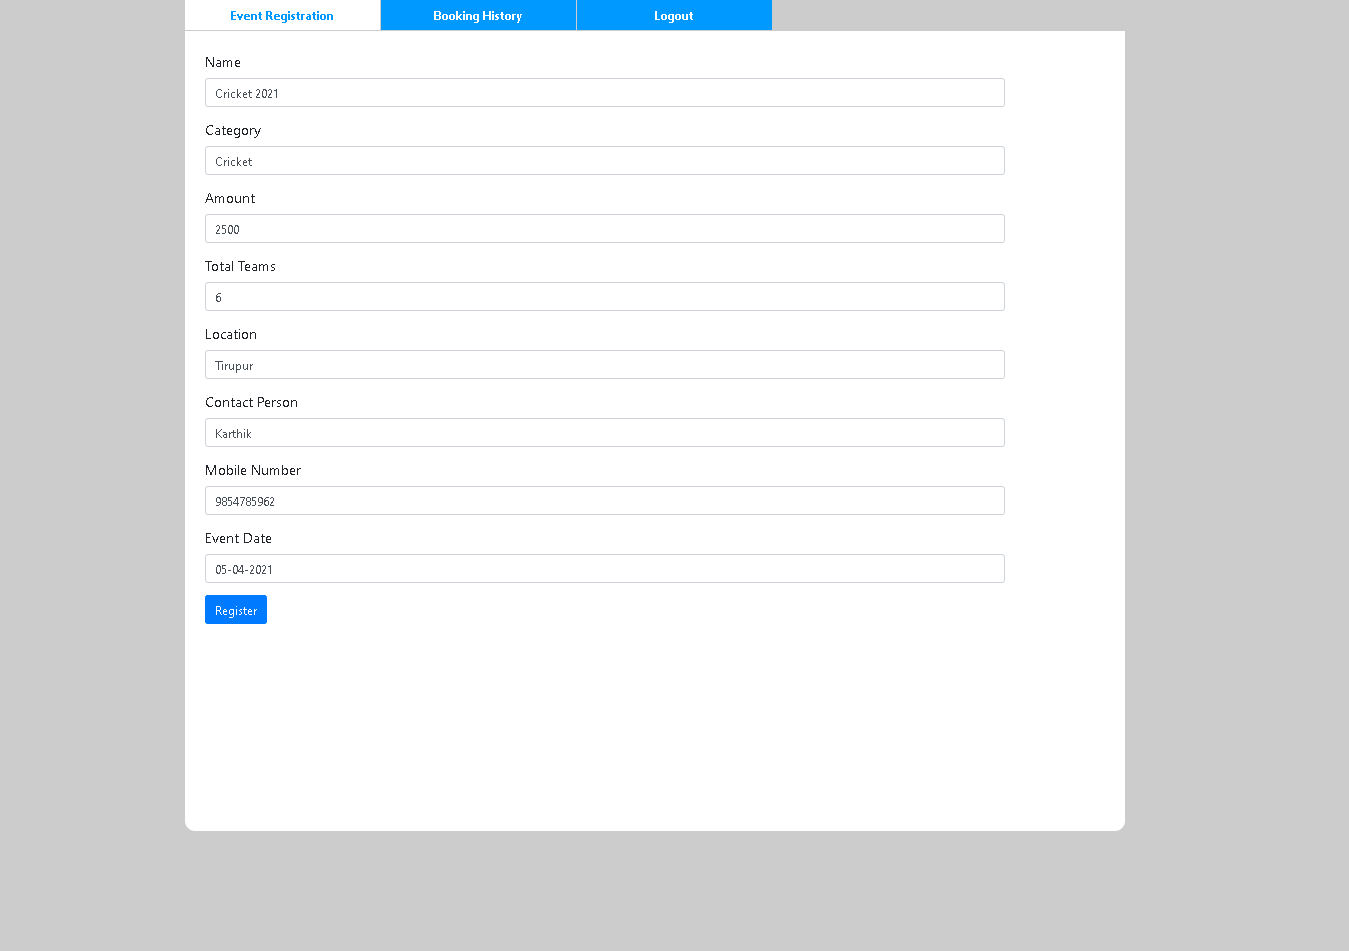 Event Registration Booking History Logout
Name
Cricket 2021
Category
Cricket
Amount
2500
Total Teams
6
Location
Tirupur
Contact Person
Karthik
Mobile Number
9854785962
Event Date
05-04-2021
Register